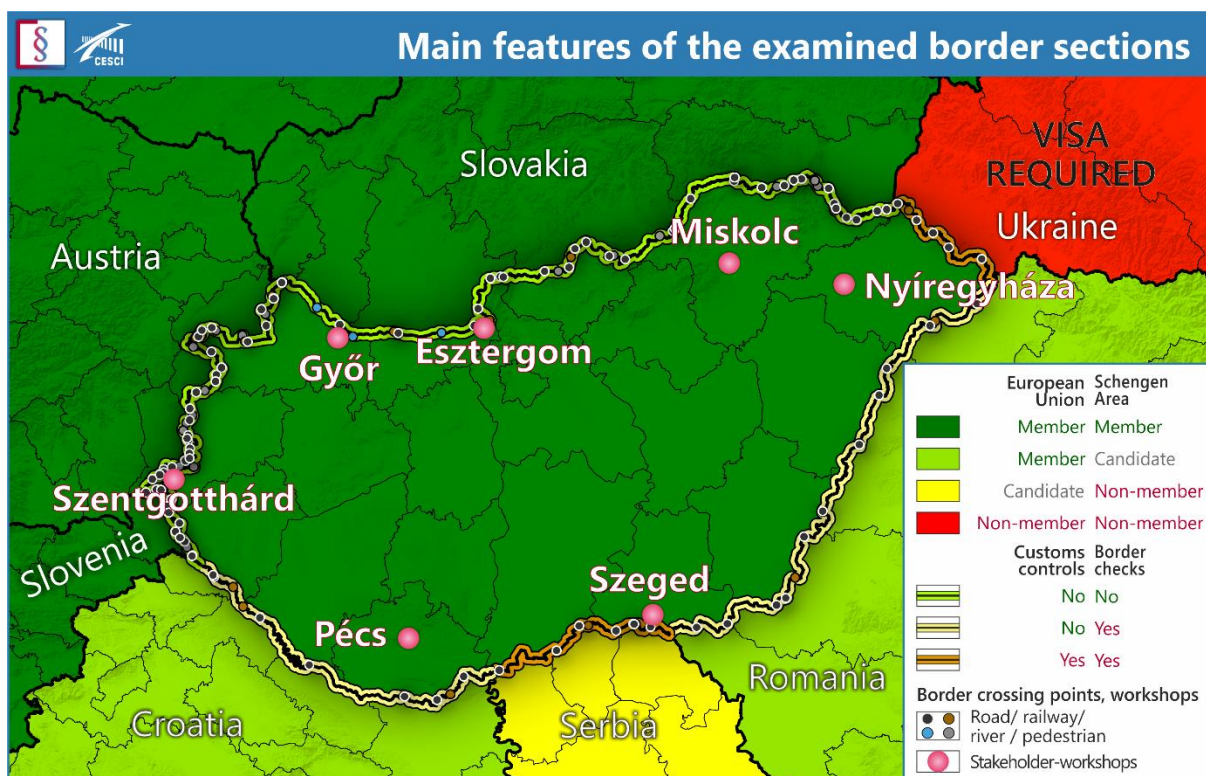 §
CESCI
Main features of the examined border sections
VISA
REQUIRED
Slovakia
Ukraine
Miskolc
Austria
Nyíregyháza
Esztergom
Győr
Szentgotthárd
Slovenia
Szeged
Pécs
Romania
Croatia
Serbia
European Schengen
Union Area
Member Member
Member Candidate
Candidate Non-member
Non-member Non-member
Customs Border
controls checks
No No
No Yes
Yes Yes
Border crossing points, workshops
Road/ railway/
river / pedestrian
Stakeholder-workshops